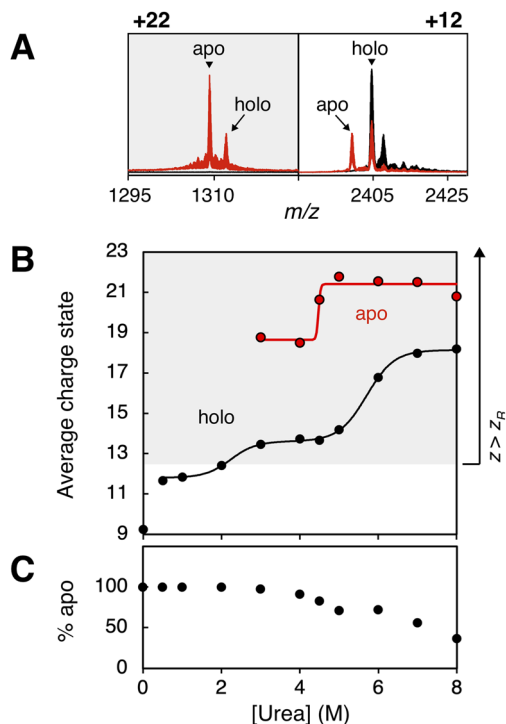 +22 +12
A
apo holo
holo apo
1295 1310 2405 2425
m/z
B
23
21
19
17
15
13
11
9
Average charge state
apo
holo
z > zR
C
100
50
0
% apo
0 2 4 6 8
[Urea] (M)